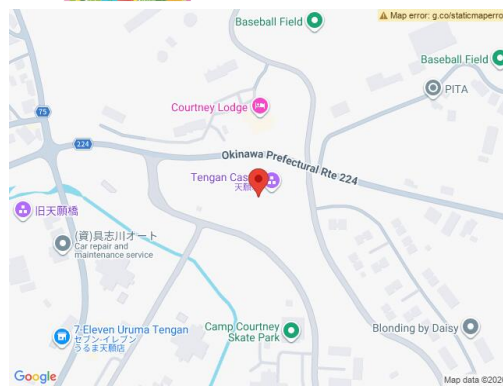 Baseball Field
Map error: g.co/staticmaperro
Baseball Field
PITA
Courtney Lodge
75
224
Okinawa Prefectural Rte 224
224
Tengan Cas
天願
旧天願橋
(資)具志川オート
Car repair and
maintenance service
7-Eleven Uruma Tengan
セブン-イレブン
うるま天願店
Camp Courtney
Skate Park
Blonding by Daisy
Google
Map data ©202